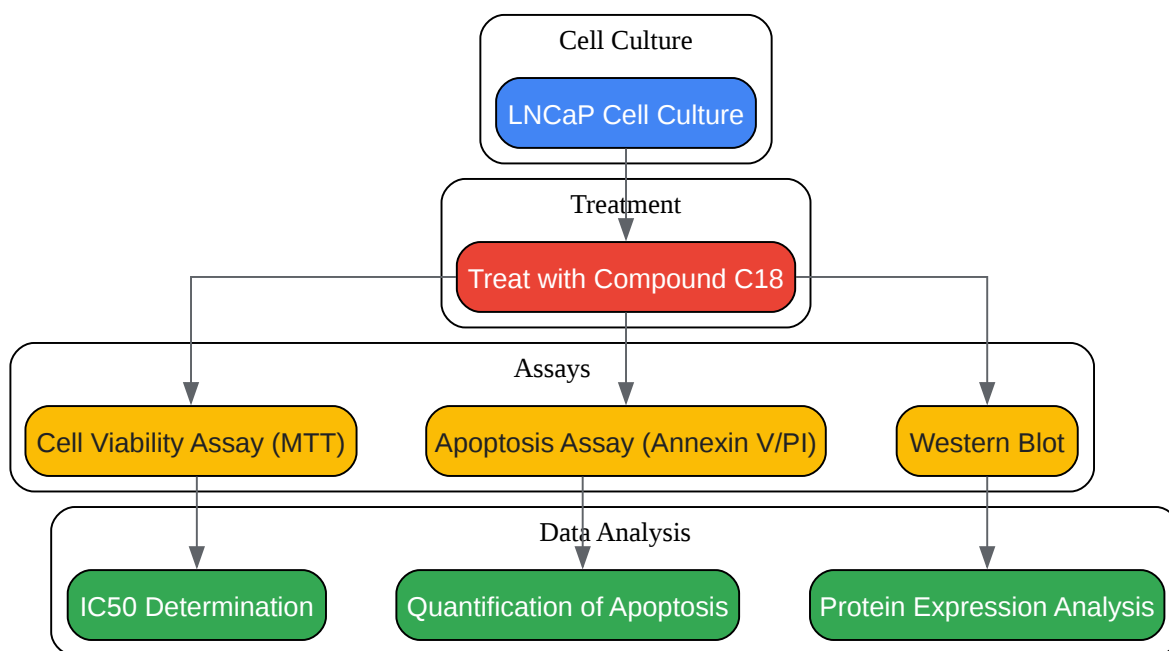 Cell Culture
LNCaP Cell Culture
Treatment
Treat with Compound C18
Assays
Cell Viability Assay (MTT)
Apoptosis Assay (Annexin V/PI)
Western Blot
Data Analysis
IC50 Determination
Quantification of Apoptosis
Protein Expression Analysis